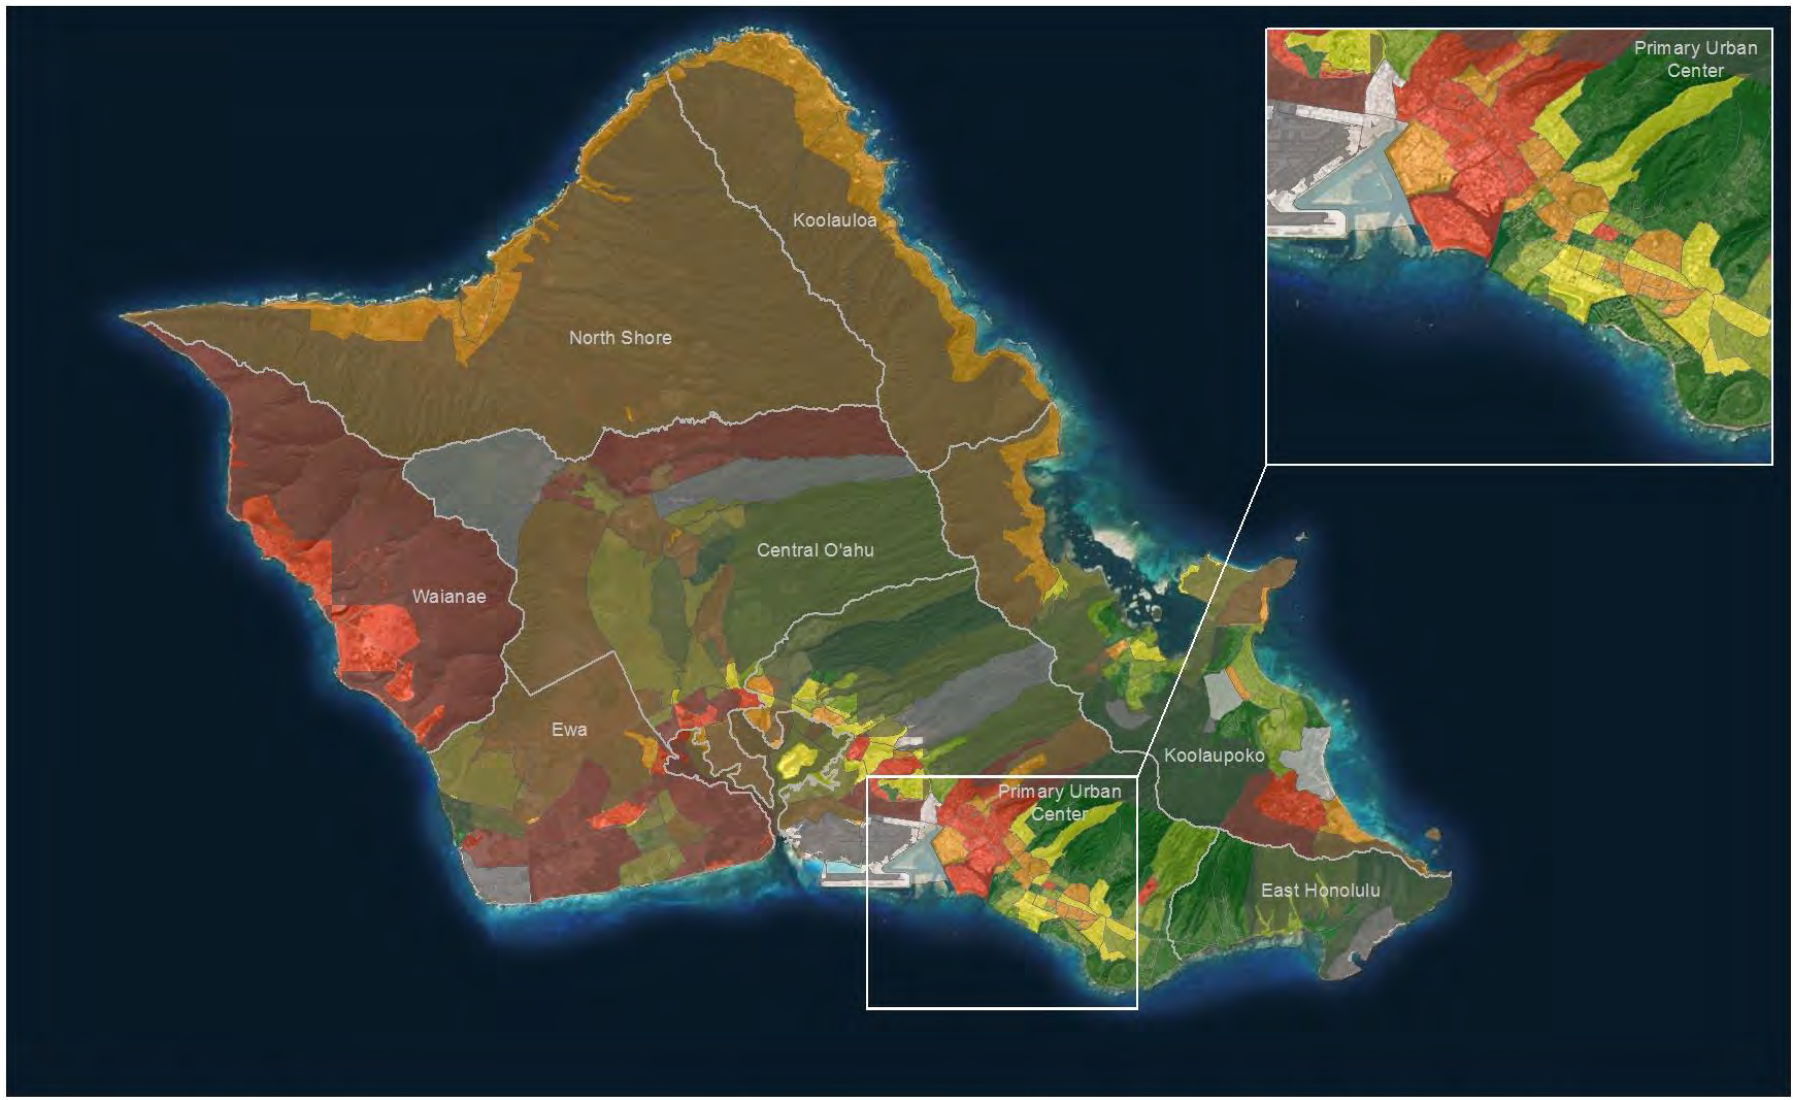 Primary Urban
Center
Koolauloa
North Shore
Central O'ahu
Waianae
Ewa
Koolaupoko
Primary Urban
Center
East Honolulu